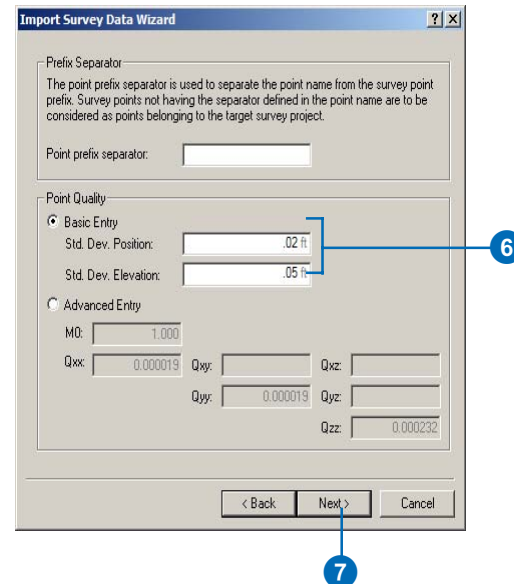 Import Survey Data Wizard
Prefix Separator
The point prefix separator is used to separate the point name from the survey point
prefix. Survey points not having the separator defined in the point name are to be
considered as points belonging to the target survey project.
Point prefix separator:
Point Quality
Basic Entry
Std. Dev. Position: .02 ft
Std. Dev. Elevation: .05 ft
6
Advanced Entry
M0: 1.000
Qxx: 0.000019 Qxy: Qxz:
Qyy: 0.000019 Qyz:
Qzz: 0.000232
< Back Next > Cancel
7